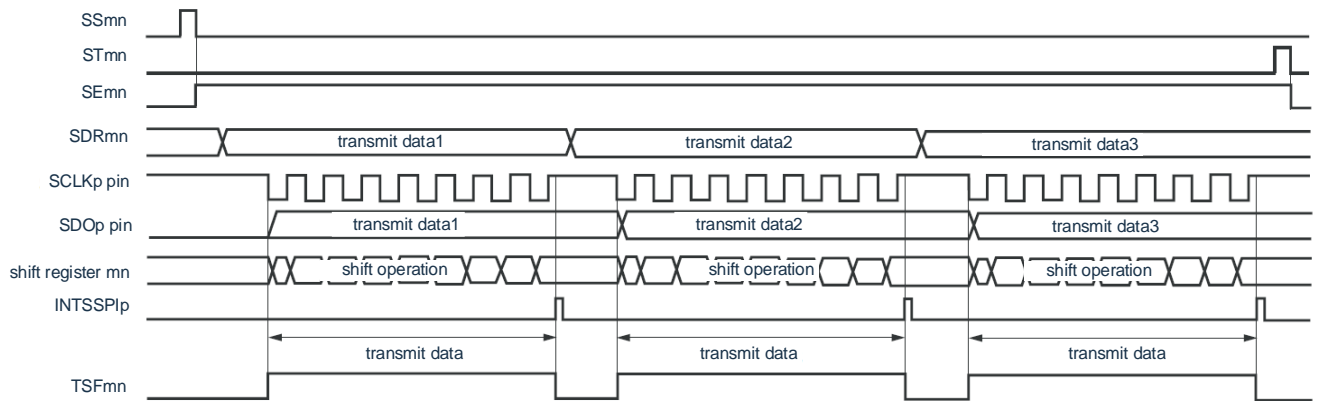 SSmn
STmn
SEmn
SDRmn transmit data1 transmit data2 transmit data3
SCLKp pin
SDOp pin transmit data1 transmit data2 transmit data3
shift register mn shift operation shift operation shift operation
INTSSPIp
transmit data transmit data transmit data
TSFmn